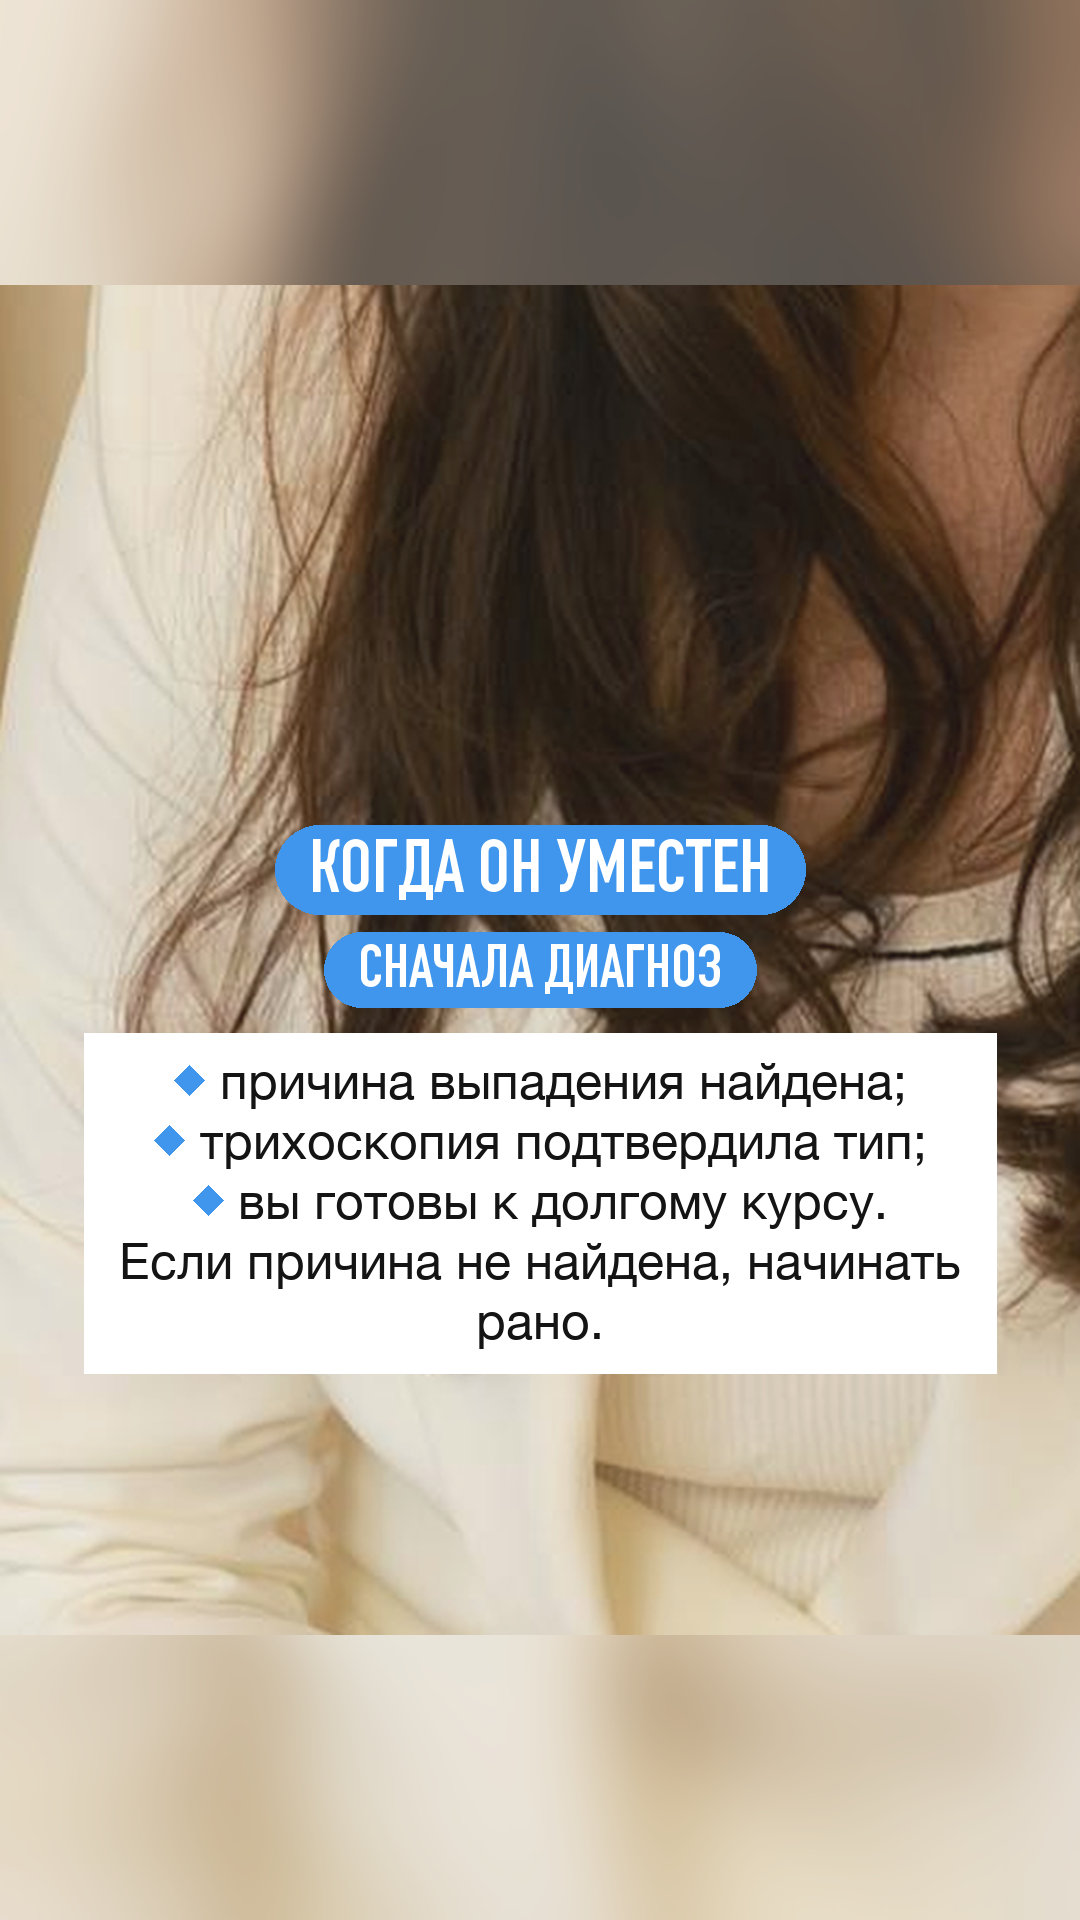 КОГДА ОН УМЕСТЕН
СНАЧАЛА ДИАГНОЗ
🔷 причина выпадения найдена;
🔷 трихоскопия подтвердила тип;
🔷 вы готовы к долгому курсу.
Если причина не найдена, начинать
рано.